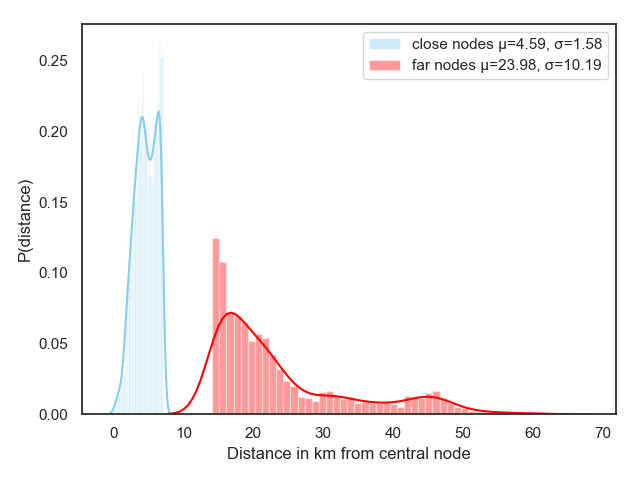 close nodes μ=4.59, σ=1.58
far nodes μ=23.98, σ=10.19
P(distance)
0.25
0.20
0.15
0.10
0.05
0.00
0 10 20 30 40 50 60 70
Distance in km from central node